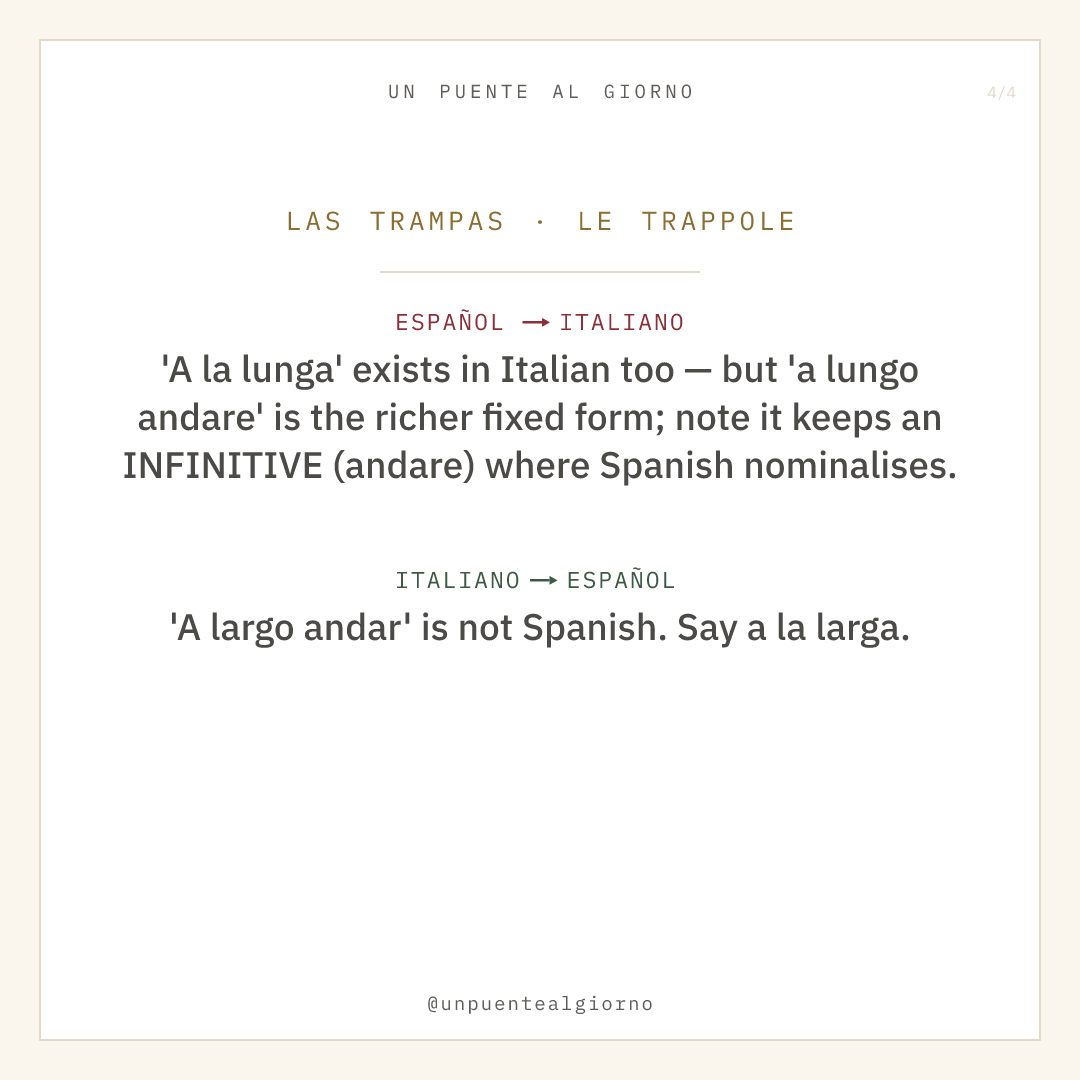 UN PUENTE AL GIORNO
4/4
LAS TRAMPAS · LE TRAPPOLE
ESPAÑOL → ITALIANO
'A la lunga' exists in Italian too — but 'a lungo
andare' is the richer fixed form; note it keeps an
INFINITIVE (andare) where Spanish nominalises.
ITALIANO → ESPAÑOL
'A largo andar' is not Spanish. Say a la larga.
@unpuentealgiorno